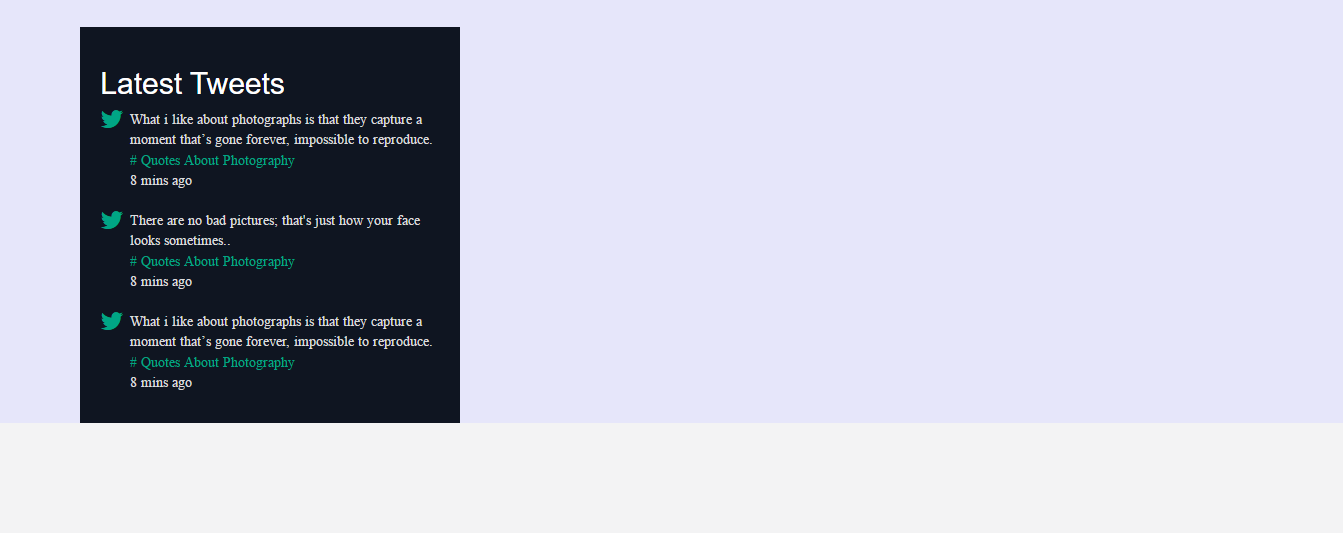 Latest Tweets
What i like about photographs is that they capture a
moment that’s gone forever, impossible to reproduce.
# Quotes About Photography
8 mins ago
There are no bad pictures; that's just how your face
looks sometimes..
# Quotes About Photography
8 mins ago
What i like about photographs is that they capture a
moment that’s gone forever, impossible to reproduce.
# Quotes About Photography
8 mins ago